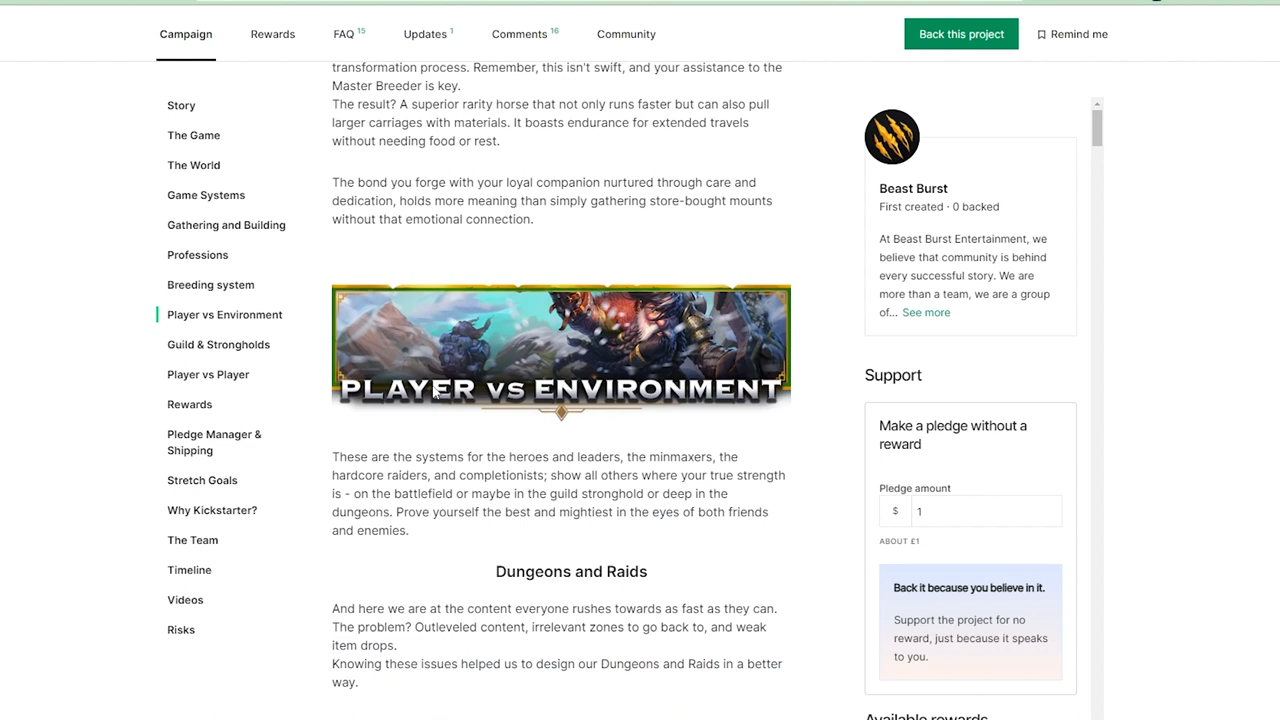 Campaign
Rewards
FAQ 15
Updates 1
Comments 16
Community
Back this project
Remind me
Story
The Game
The World
Game Systems
Gathering and Building
Professions
Breeding system
Player vs Environment
Guild & Strongholds
Player vs Player
Rewards
Pledge Manager &
Shipping
Stretch Goals
Why Kickstarter?
The Team
Timeline
Videos
Risks
transformation process. Remember, this isn't swift, and your assistance to the
Master Breeder is key.
The result? A superior rarity horse that not only runs faster but can also pull
larger carriages with materials. It boasts endurance for extended travels
without needing food or rest.
The bond you forge with your loyal companion nurtured through care and
dedication, holds more meaning than simply gathering store-bought mounts
without that emotional connection.
PLAYER vs ENVIRONMENT
These are the systems for the heroes and leaders, the minmaxers, the
hardcore raiders, and completionists; show all others where your true strength
is - on the battlefield or maybe in the guild stronghold or deep in the
dungeons. Prove yourself the best and mightiest in the eyes of both friends
and enemies.
Dungeons and Raids
And here we are at the content everyone rushes towards as fast as they can.
The problem? Outleveled content, irrelevant zones to go back to, and weak
item drops.
Knowing these issues helped us to design our Dungeons and Raids in a better
way.
Beast Burst
First created · 0 backed
At Beast Burst Entertainment, we
believe that community is behind
every successful story. We are
more than a team, we are a group
of... See more
Support
Make a pledge without a
reward
Pledge amount
$ 1
ABOUT £1
Back it because you believe in it.
Support the project for no
reward, just because it speaks
to you.
Available rewards